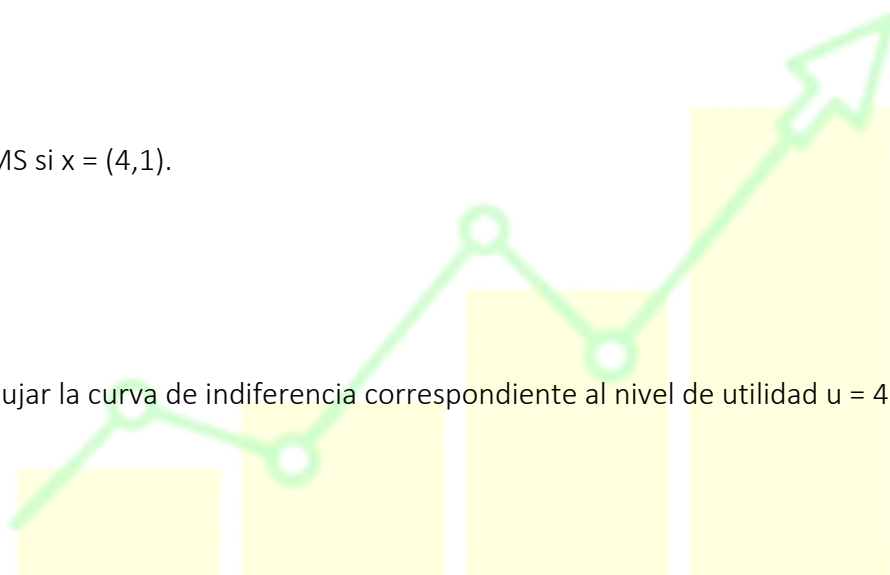 MS si x = (4,1).
ujar la curva de indiferencia correspondiente al nivel de utilidad u = 4